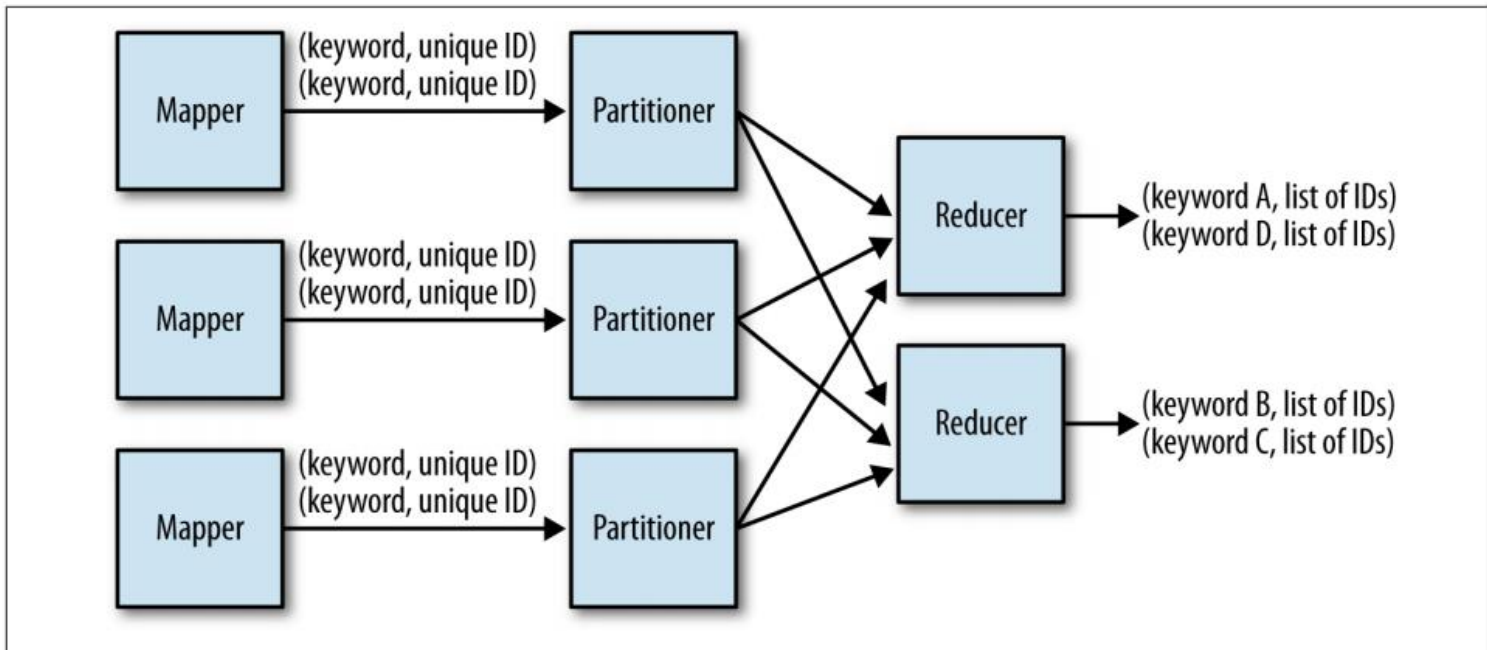 Mapper
(keyword, unique ID)
(keyword, unique ID)
Partitioner
Mapper
(keyword, unique ID)
(keyword, unique ID)
Partitioner
Mapper
(keyword, unique ID)
(keyword, unique ID)
Partitioner
Reducer
(keyword A, list of IDs)
(keyword D, list of IDs)
Reducer
(keyword B, list of IDs)
(keyword C, list of IDs)